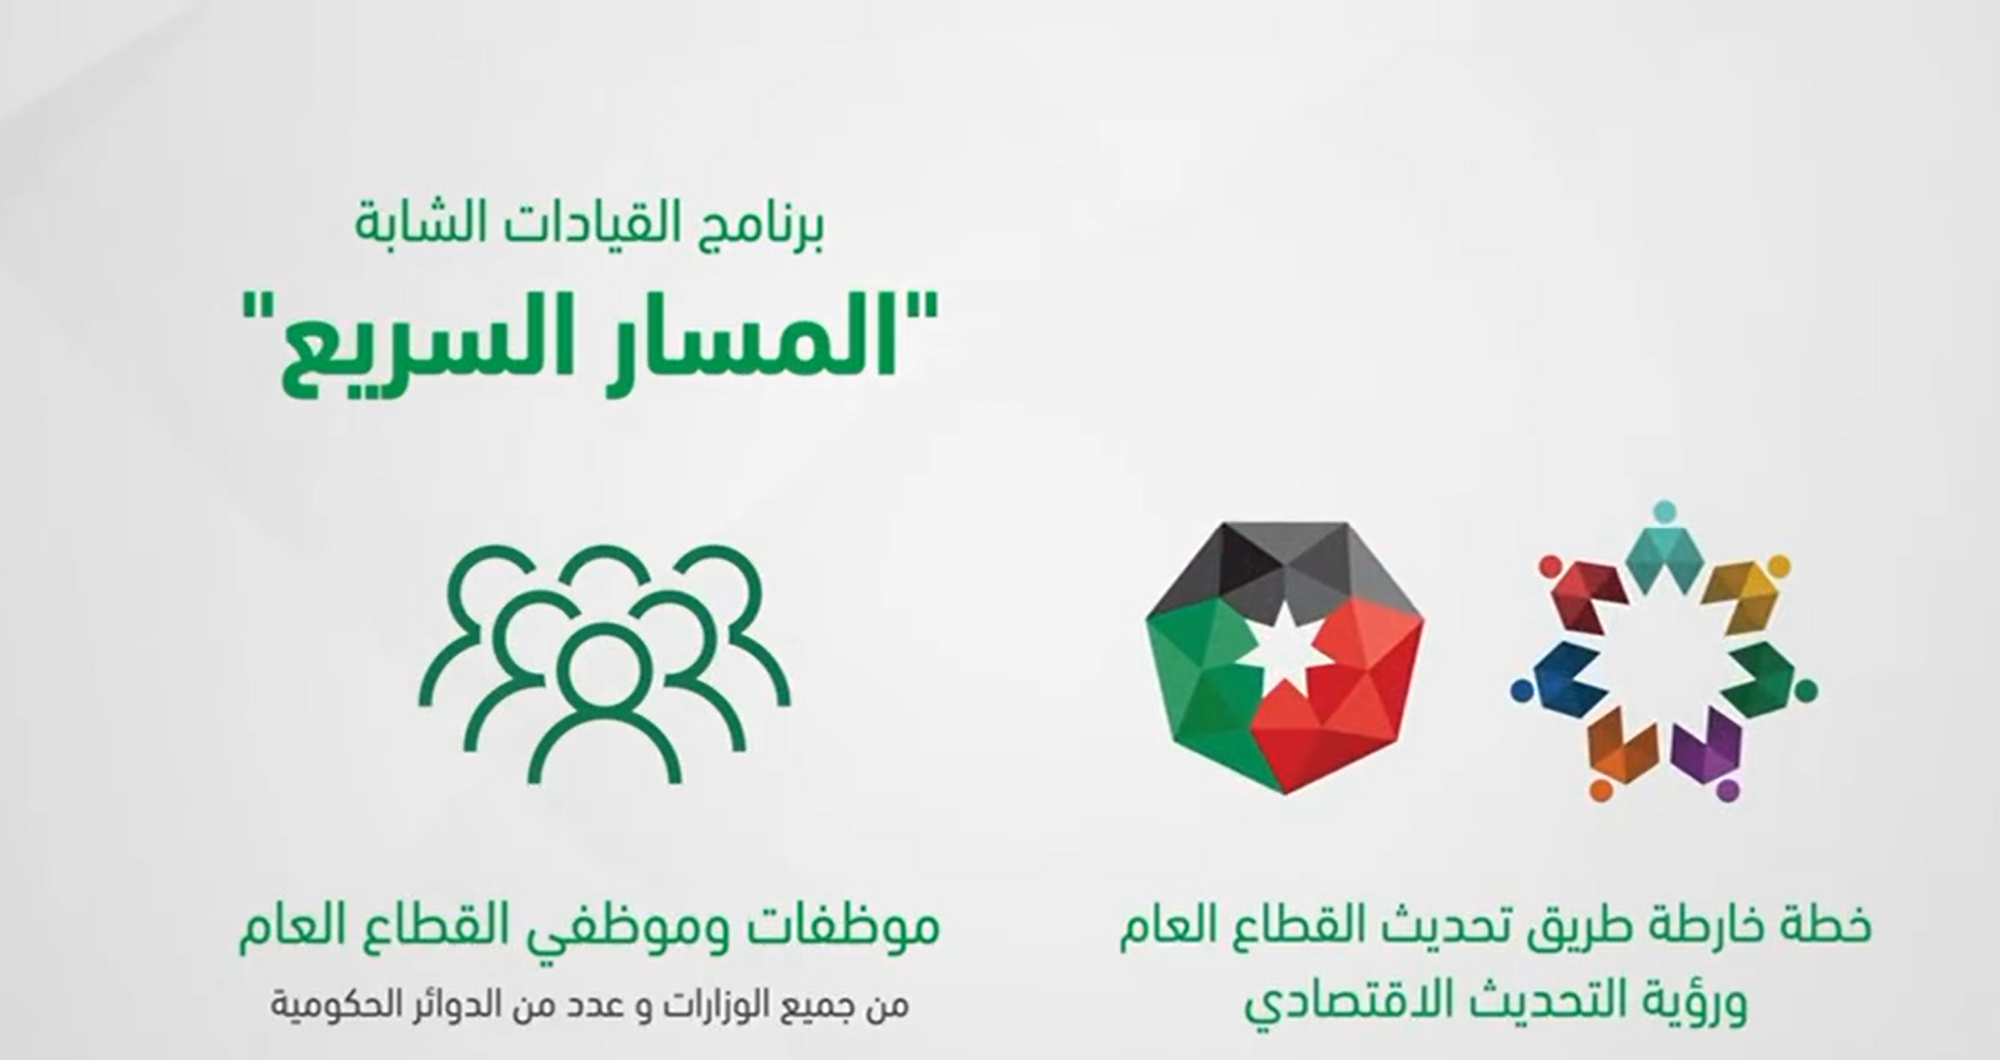 برنامج القيادات الشابة
"المسار السريع"
خطة خارطة طريق تحديث القطاع العام
ورؤية التحديث الاقتصادي
موظفات وموظفي القطاع العام
من جميع الوزارات و عدد من الدوائر الحكومية